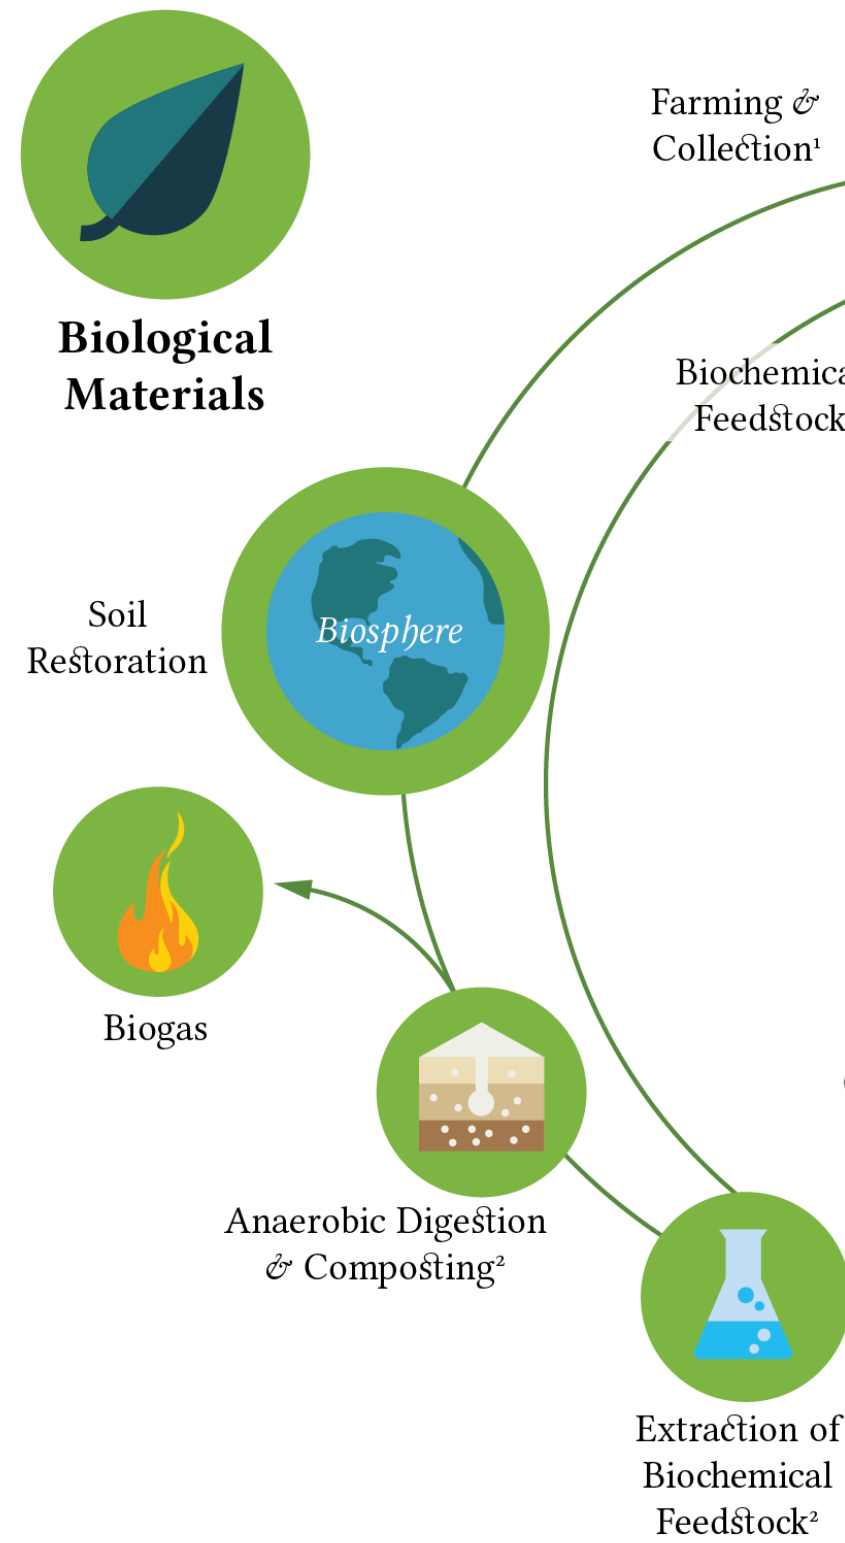 Farming &
Collection¹
Biological
Materials
Biochemica
Feedstock
Soil
Restoration
Biosphere
Biogas
Anaerobic Digestion
& Composting²
Extraction of
Biochemical
Feedstock²